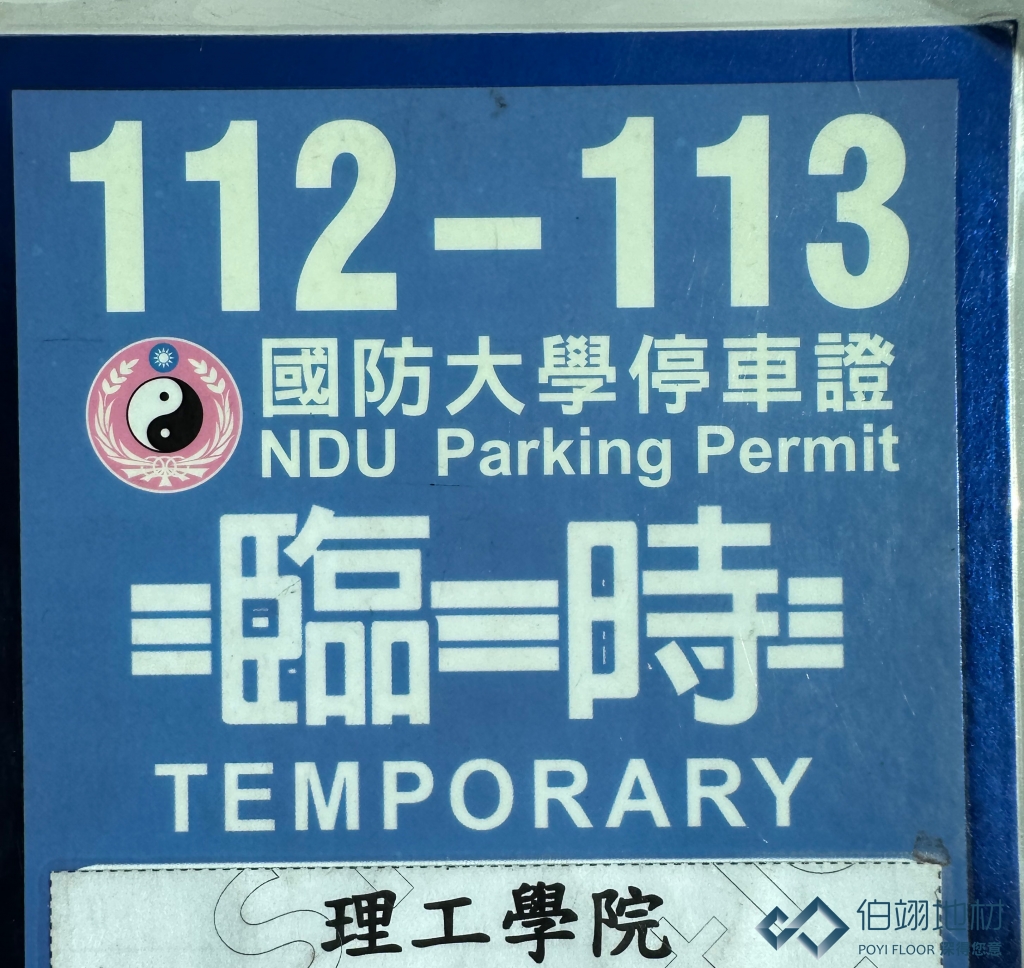 112-113
國防大學停車證
NDU Parking Permit
臨時
TEMPORARY
理工學院
伯翊地材
POYI FLOOR